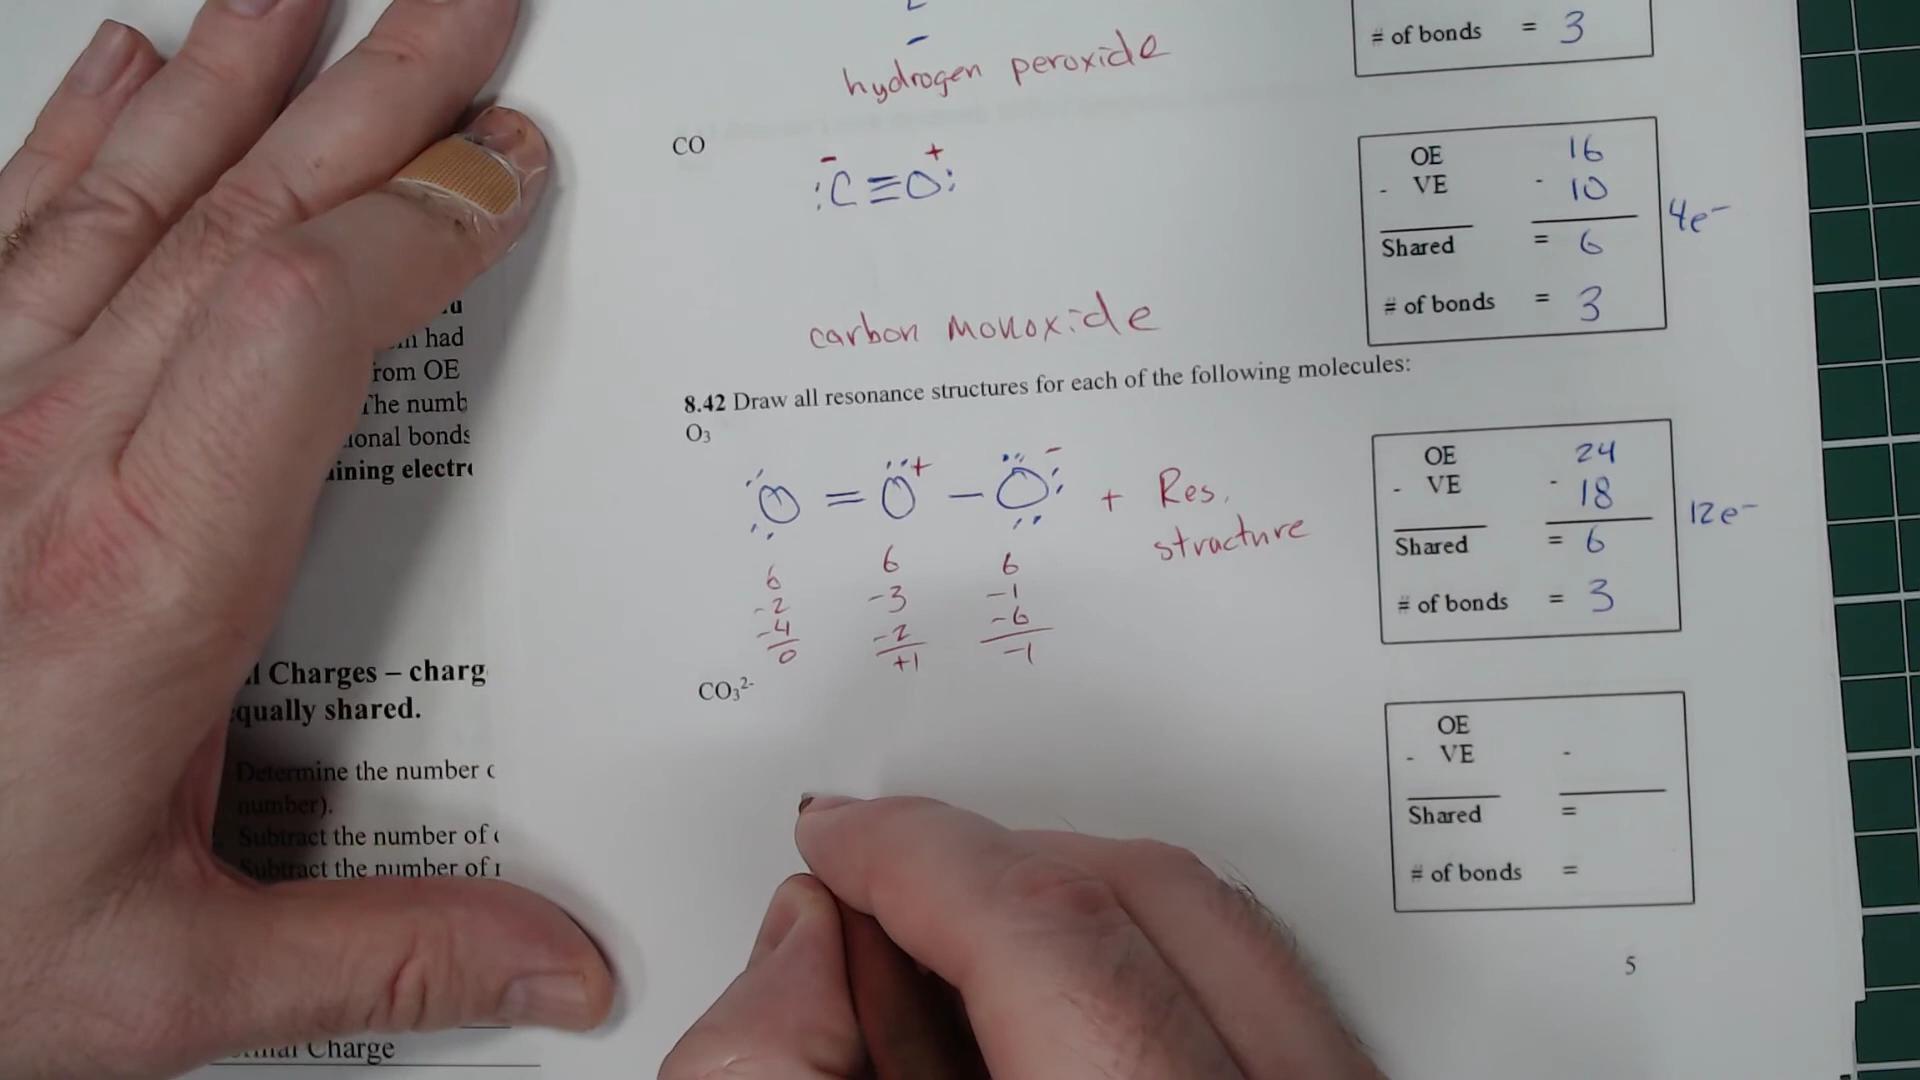 # of bonds = 3
hydrogen peroxide
CO
- +
:C≡O:
OE 16
- VE - 10
4e⁻
Shared = 6
# of bonds = 3
carbon monoxide
8.42 Draw all resonance structures for each of the following molecules:
O₃
O = O⁺ – O⁻ + Res.
structure
6 6 6
-2 -3 -1
-4 -2 -6
0 +1 -1
OE 24
- VE - 18
12e⁻
Shared = 6
# of bonds = 3
CO₃²⁻
OE
- VE -
Shared =
# of bonds =
5
had
rom OE
The numb
ional bonds
ining electr
Charges – charg
qually shared.
Determine the number
number).
Subtract the number of
Subtract the number of
Charge